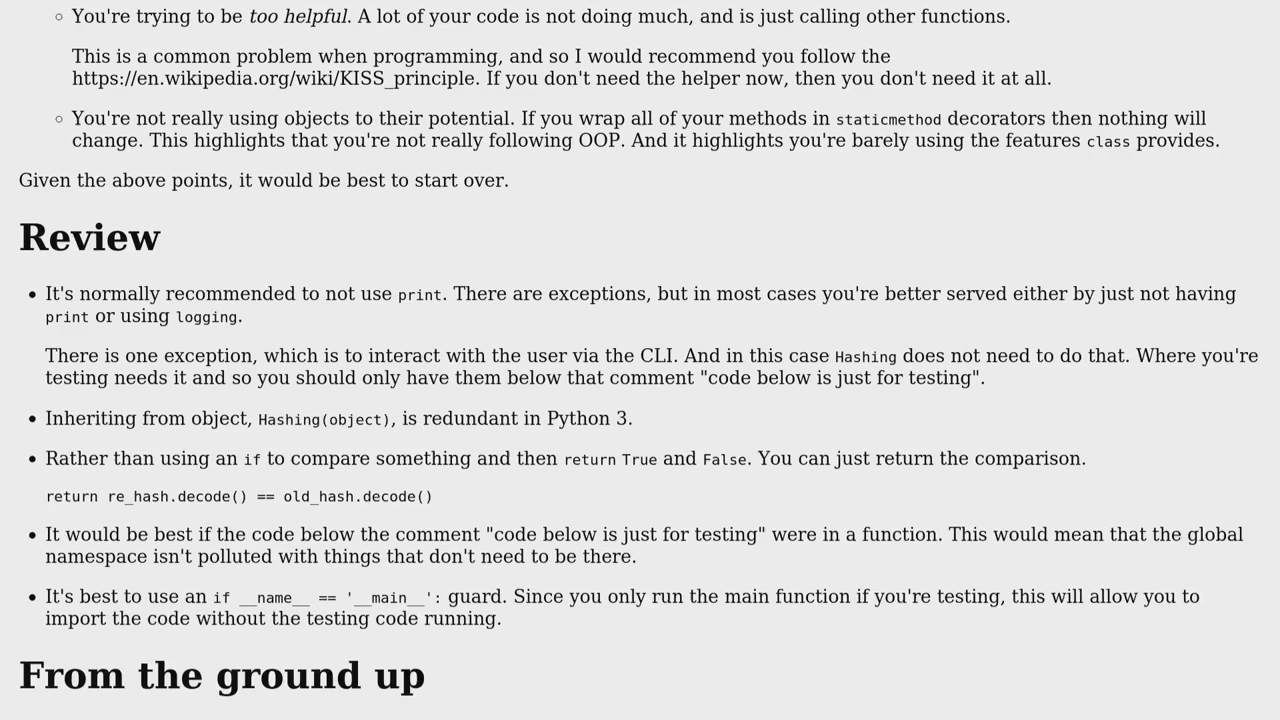 You're trying to be too helpful. A lot of your code is not doing much, and is just calling other functions.
This is a common problem when programming, and so I would recommend you follow the
https://en.wikipedia.org/wiki/KISS_principle. If you don't need the helper now, then you don't need it at all.
You're not really using objects to their potential. If you wrap all of your methods in staticmethod decorators then nothing will
change. This highlights that you're not really following OOP. And it highlights you're barely using the features class provides.
Given the above points, it would be best to start over.
Review
It's normally recommended to not use print. There are exceptions, but in most cases you're better served either by just not having
print or using logging.
There is one exception, which is to interact with the user via the CLI. And in this case Hashing does not need to do that. Where you're
testing needs it and so you should only have them below that comment "code below is just for testing".
Inheriting from object, Hashing(object), is redundant in Python 3.
Rather than using an if to compare something and then return True and False. You can just return the comparison.
return re_hash.decode() == old_hash.decode()
It would be best if the code below the comment "code below is just for testing" were in a function. This would mean that the global
namespace isn't polluted with things that don't need to be there.
It's best to use an if __name__ == '__main__': guard. Since you only run the main function if you're testing, this will allow you to
import the code without the testing code running.
From the ground up